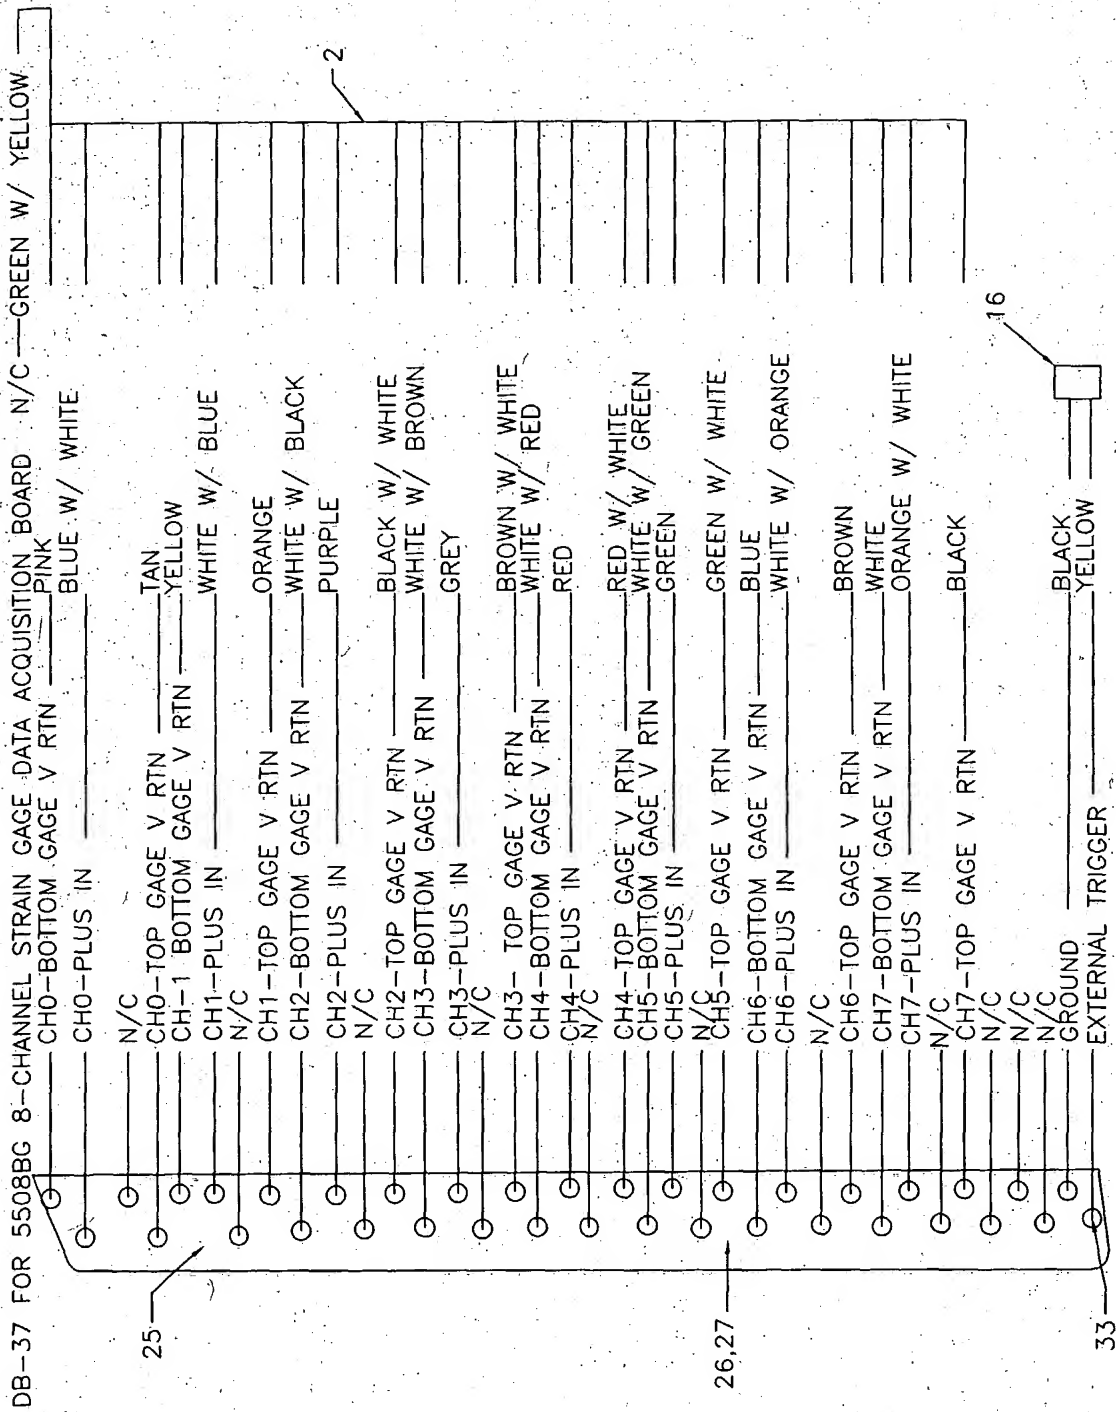 DB-37 FOR 5508BG 8-CHANNEL STRAIN GAGE DATA ACQUISITION BOARD N/C GREEN W/ YELLOW
CH0-BOTTOM GAGE V RTN PINK
CH0-PLUS IN BLUE W/ WHITE
N/C
CH0-TOP GAGE V RTN TAN
CH-1 BOTTOM GAGE V RTN YELLOW
CH1-PLUS IN WHITE W/ BLUE
N/C
CH1-TOP GAGE V RTN ORANGE
CH2-BOTTOM GAGE V RTN WHITE W/ BLACK
CH2-PLUS IN PURPLE
N/C
CH2-TOP GAGE V RTN BLACK W/ WHITE
CH3-BOTTOM GAGE V RTN WHITE W/ BROWN
CH3-PLUS IN GREY
N/C
CH3- TOP GAGE V RTN BROWN W/ WHITE
CH4-BOTTOM GAGE V RTN WHITE W/ RED
CH4-PLUS IN RED
N/C
CH4-TOP GAGE V RTN RED W/ WHITE
CH5-BOTTOM GAGE V RTN WHITE W/ GREEN
CH5-PLUS IN GREEN
N/C
CH5-TOP GAGE V RTN GREEN W/ WHITE
CH6-BOTTOM GAGE V RTN BLUE
CH6-PLUS IN WHITE W/ ORANGE
N/C
CH6-TOP GAGE V RTN BROWN
CH7-BOTTOM GAGE V RTN WHITE
CH7-PLUS IN ORANGE W/ WHITE
N/C
CH7-TOP GAGE V RTN BLACK
N/C
N/C
N/C
GROUND BLACK
EXTERNAL TRIGGER YELLOW
2
16
25
26,27
33